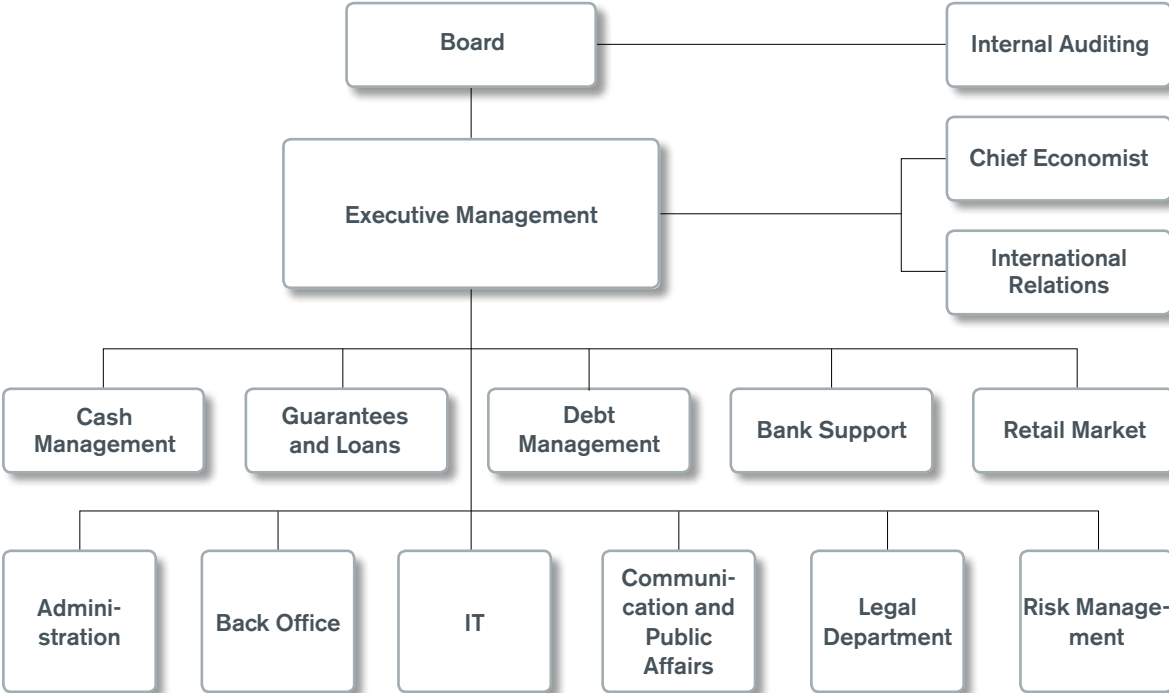 Board
Internal Auditing
Chief Economist
Executive Management
International
Relations
Cash
Management
Guarantees
and Loans
Debt
Management
Bank Support
Retail Market
Admini-
stration
Back Office
IT
Communi-
cation and
Public
Affairs
Legal
Department
Risk Manage-
ment